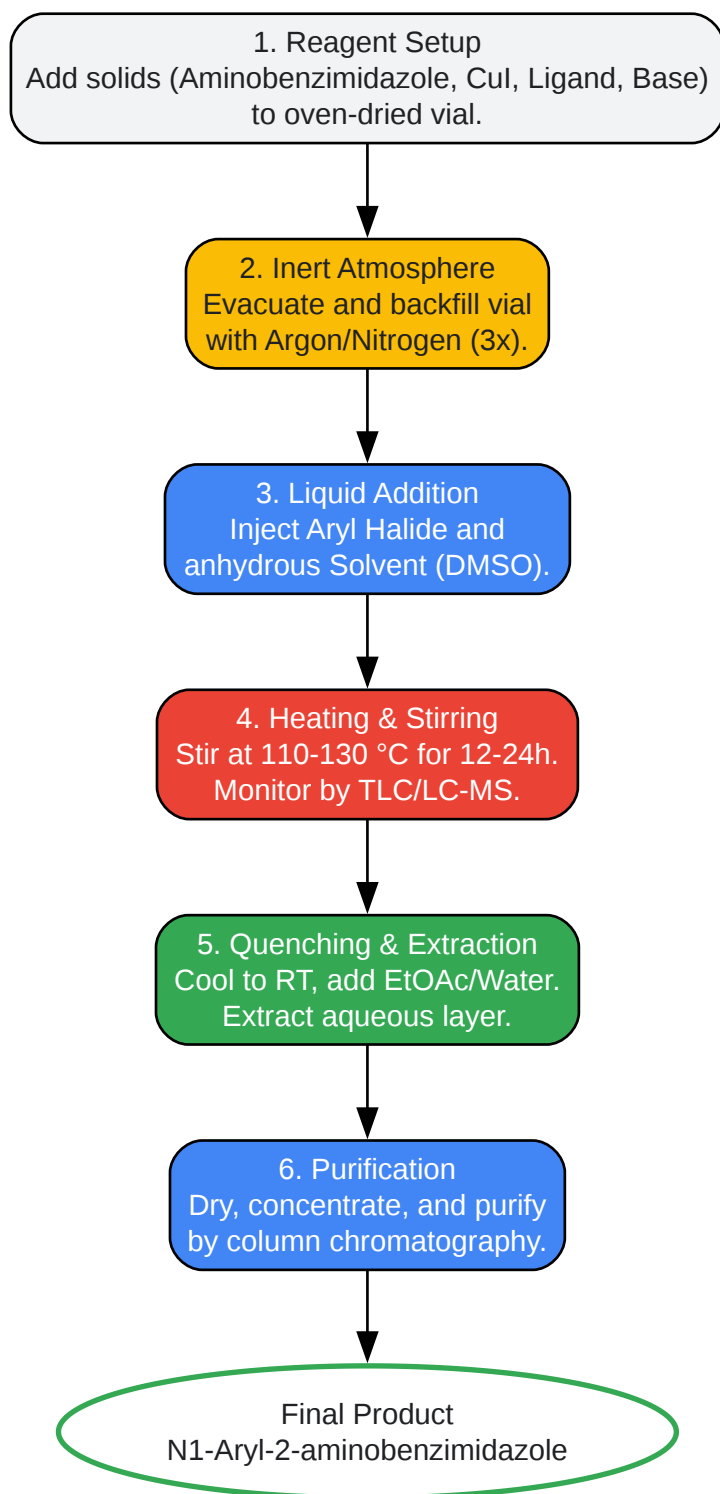 1. Reagent Setup
Add solids (Aminobenzimidazole, CuI, Ligand, Base)
to oven-dried vial.
2. Inert Atmosphere
Evacuate and backfill vial
with Argon/Nitrogen (3x).
3. Liquid Addition
Inject Aryl Halide and
anhydrous Solvent (DMSO).
4. Heating & Stirring
Stir at 110-130 °C for 12-24h.
Monitor by TLC/LC-MS.
5. Quenching & Extraction
Cool to RT, add EtOAc/Water.
Extract aqueous layer.
6. Purification
Dry, concentrate, and purify
by column chromatography.
Final Product
N1-Aryl-2-aminobenzimidazole